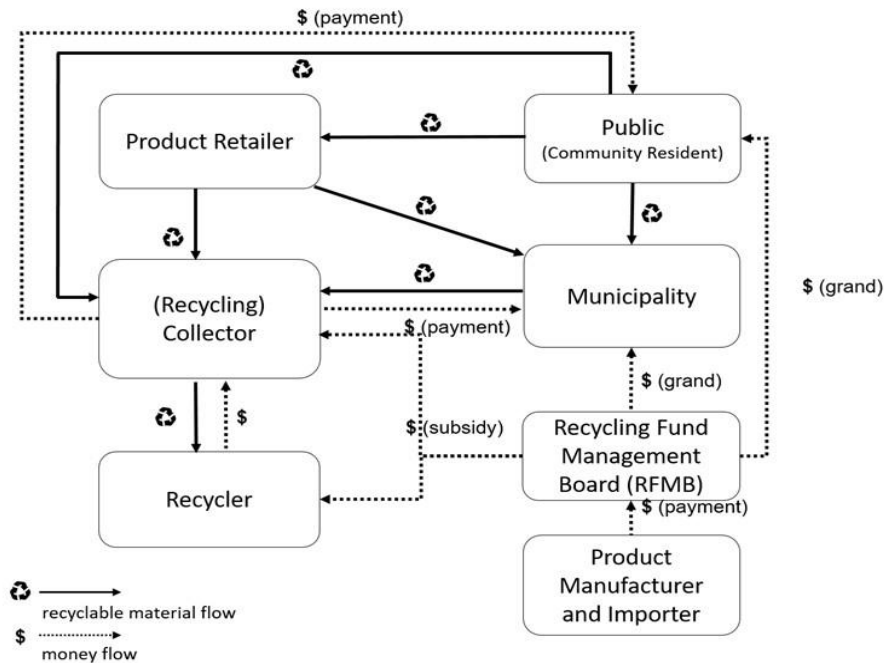 $ (payment)
Product Retailer
Public
(Community Resident)
(Recycling)
Collector
Municipality
$ (grand)
$ (payment)
$ (grand)
$
$ (subsidy)
Recycling Fund
Management
Board (RFMB)
Recycler
$ (payment)
Product
Manufacturer
and Importer
recyclable material flow
$
money flow